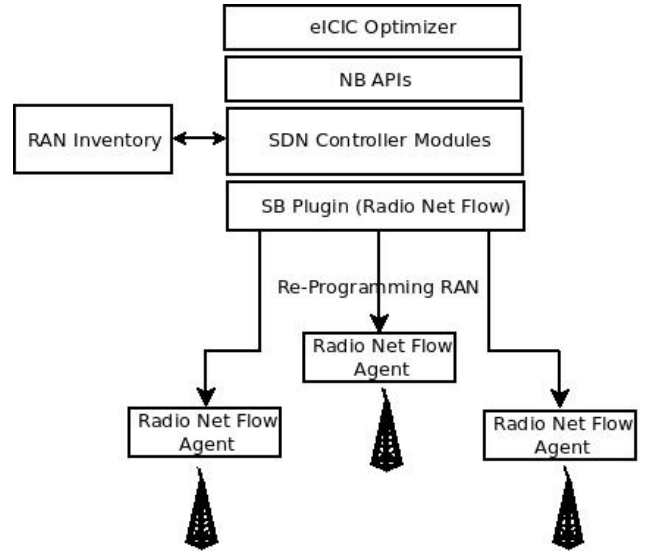 eICIC Optimizer
NB APIs
RAN Inventory
SDN Controller Modules
SB Plugin (Radio Net Flow)
Re-Programming RAN
Radio Net Flow
Agent
Radio Net Flow
Agent
Radio Net Flow
Agent